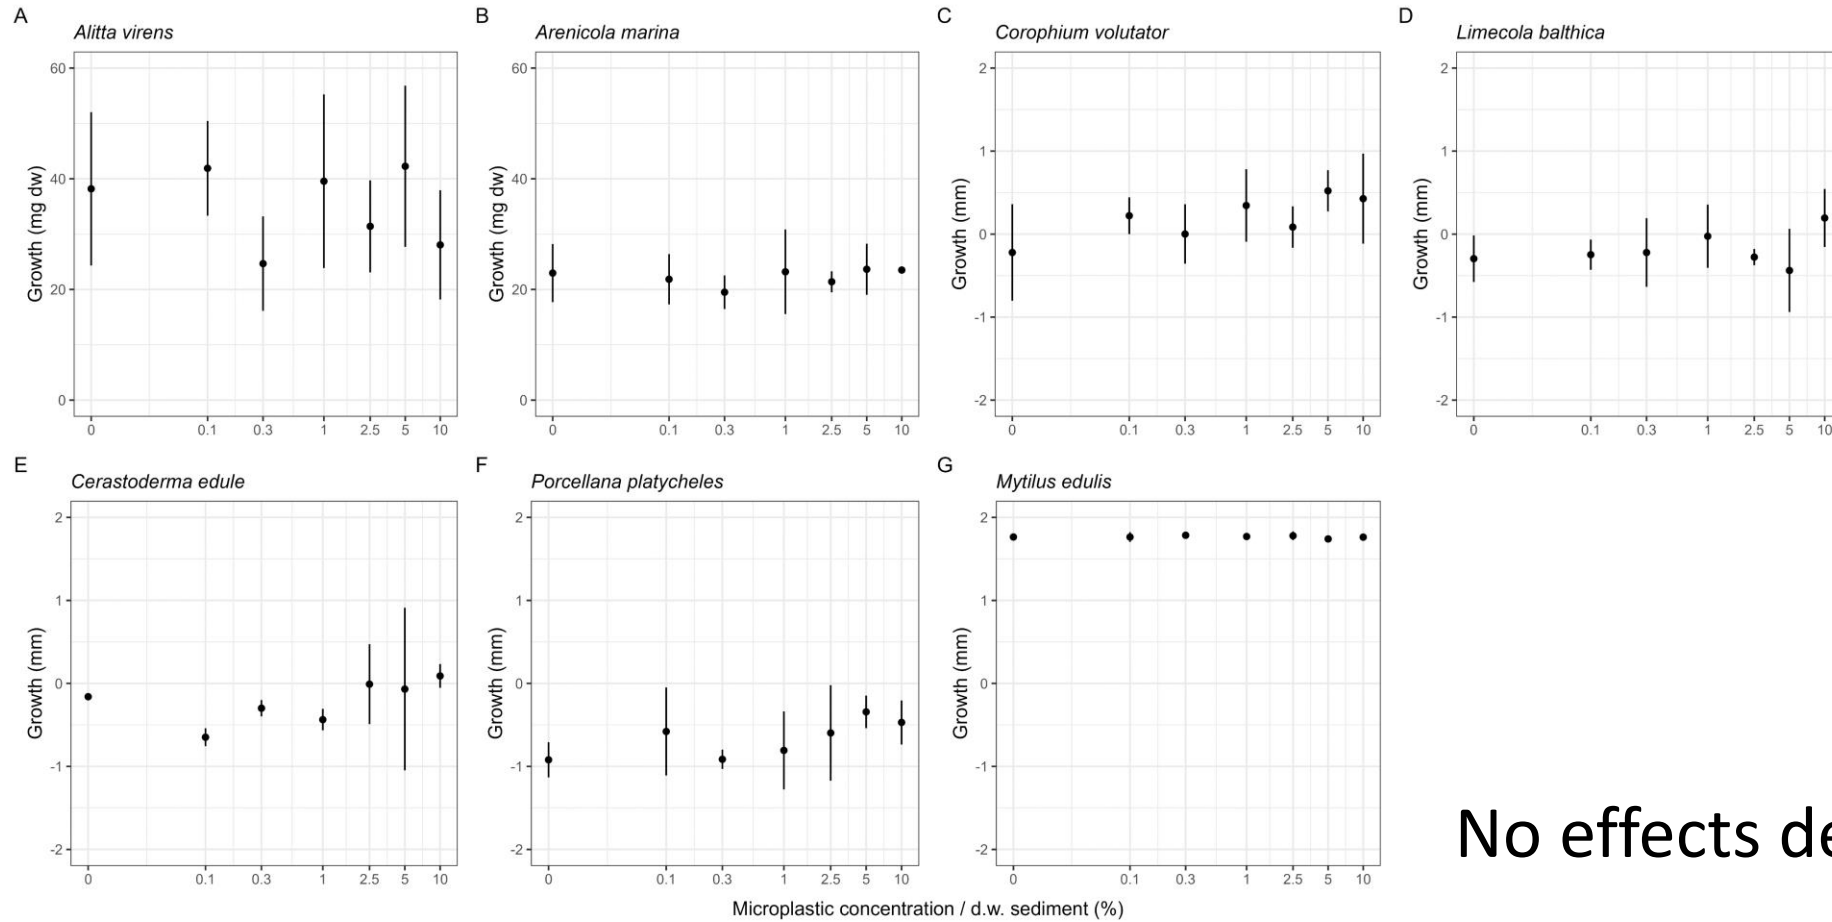 A
Alitta virens
Growth (mg dw)
60
40
20
0
0 0.1 0.3 1 2.5 5 10
B
Arenicola marina
Growth (mg dw)
60
40
20
0
0 0.1 0.3 1 2.5 5 10
C
Corophium volutator
Growth (mm)
2
1
0
-1
-2
0 0.1 0.3 1 2.5 5 10
D
Limecola balthica
Growth (mm)
2
1
0
-1
-2
0 0.1 0.3 1 2.5 5 10
E
Cerastoderma edule
Growth (mm)
2
1
0
-1
-2
0 0.1 0.3 1 2.5 5 10
F
Porcellana platycheles
Growth (mm)
2
1
0
-1
-2
0 0.1 0.3 1 2.5 5 10
G
Mytilus edulis
Growth (mm)
2
1
0
-1
-2
0 0.1 0.3 1 2.5 5 10
Microplastic concentration / d.w. sediment (%)
No effects